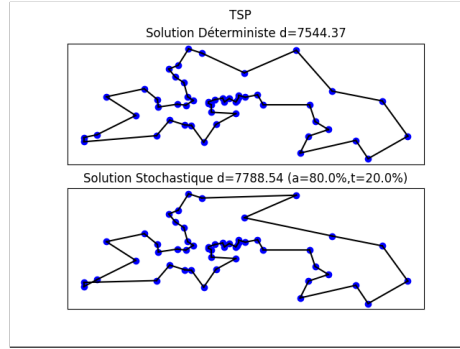 TSP
Solution Déterministe d=7544.37
Solution Stochastique d=7788.54 (a=80.0%,t=20.0%)